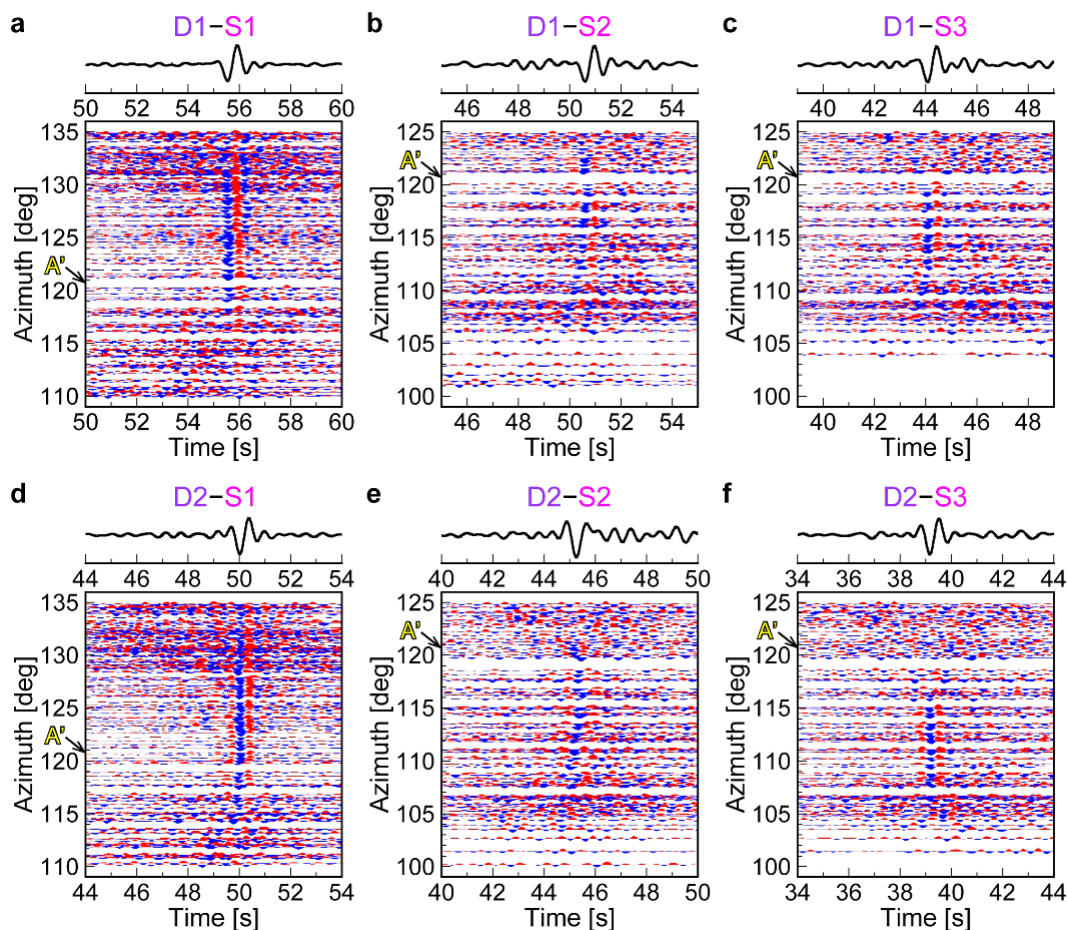 a D1−S1
50 52 54 56 58 60
135
130
125
A'
120
115
110
Azimuth [deg]
50 52 54 56 58 60
Time [s]
b D1−S2
46 48 50 52 54
125
A'
120
115
110
105
100
Azimuth [deg]
46 48 50 52 54
Time [s]
c D1−S3
40 42 44 46 48
125
A'
120
115
110
105
100
Azimuth [deg]
40 42 44 46 48
Time [s]
d D2−S1
44 46 48 50 52 54
135
130
125
A'
120
115
110
Azimuth [deg]
44 46 48 50 52 54
Time [s]
e D2−S2
40 42 44 46 48 50
125
A'
120
115
110
105
100
Azimuth [deg]
40 42 44 46 48 50
Time [s]
f D2−S3
34 36 38 40 42 44
125
A'
120
115
110
105
100
Azimuth [deg]
34 36 38 40 42 44
Time [s]